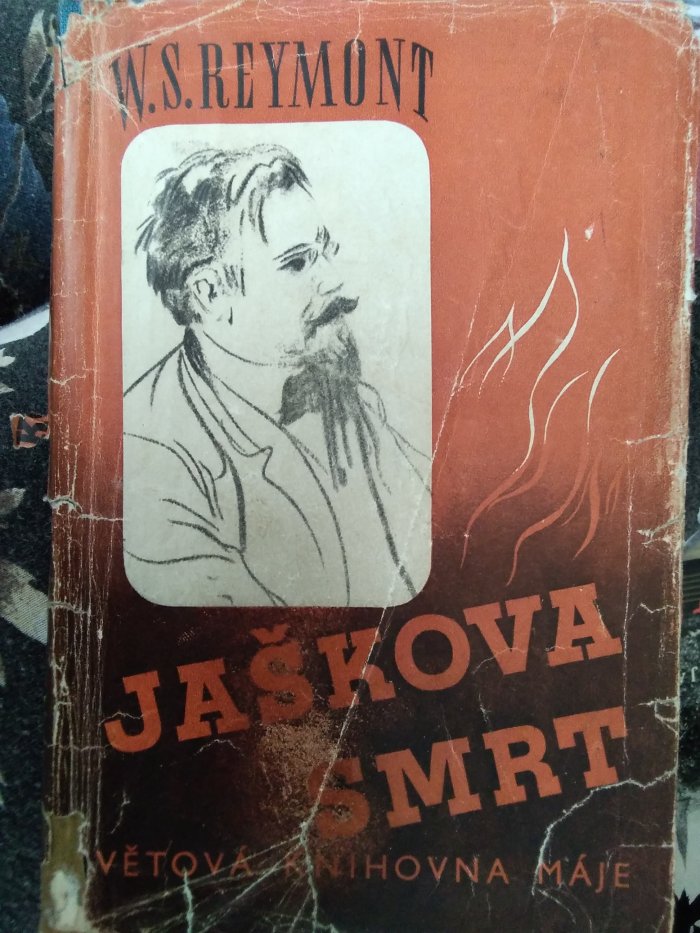 W.S.REYMONT
JAŠKOVA
SMRT
VĚTOVÁ KNIHOVNA MÁJE